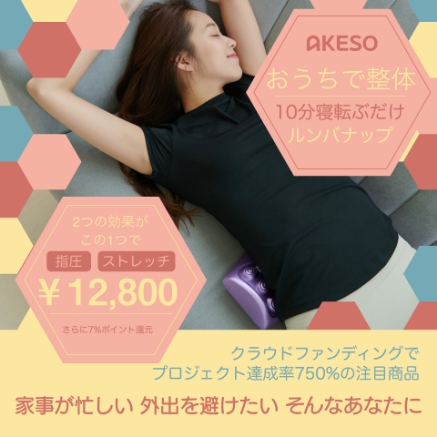 AKESO
おうちで整体
10分寝転ぶだけ
ルンバナップ
2つの効果が
この1つで
指圧 ストレッチ
￥12,800
さらに7%ポイント還元
クラウドファンディングで
プロジェクト達成率750%の注目商品
家事が忙しい 外出を避けたい そんなあなたに